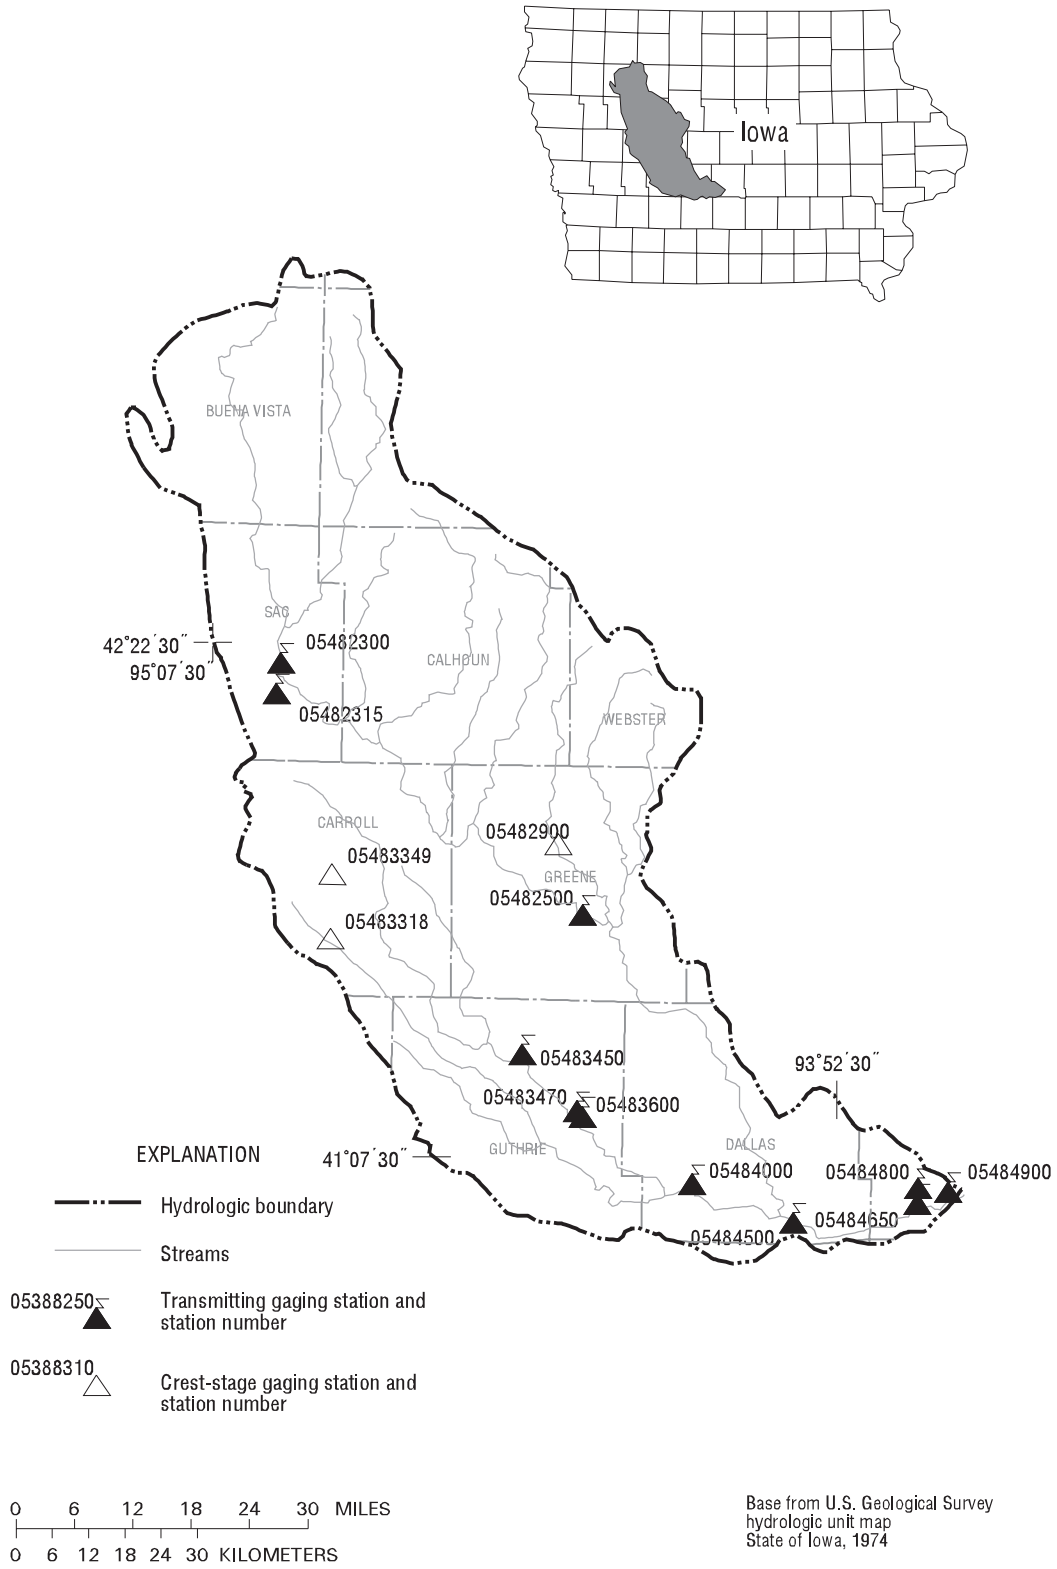 Iowa
BUENA VISTA
SAC
42°22´30″
95°07´30″
05482300
CALHOUN
05482315
WEBSTER
CARROLL
05482900
05483349
GREENE
05482500
05483318
05483450
93°52´30″
05483470
05483600
GUTHRIE
DALLAS
41°07´30″
05484000
05484800
05484900
05484650
05484500
EXPLANATION
Hydrologic boundary
Streams
05388250
Transmitting gaging station and
station number
05388310
Crest-stage gaging station and
station number
0 6 12 18 24 30 MILES
0 6 12 18 24 30 KILOMETERS
Base from U.S. Geological Survey
hydrologic unit map
State of Iowa, 1974